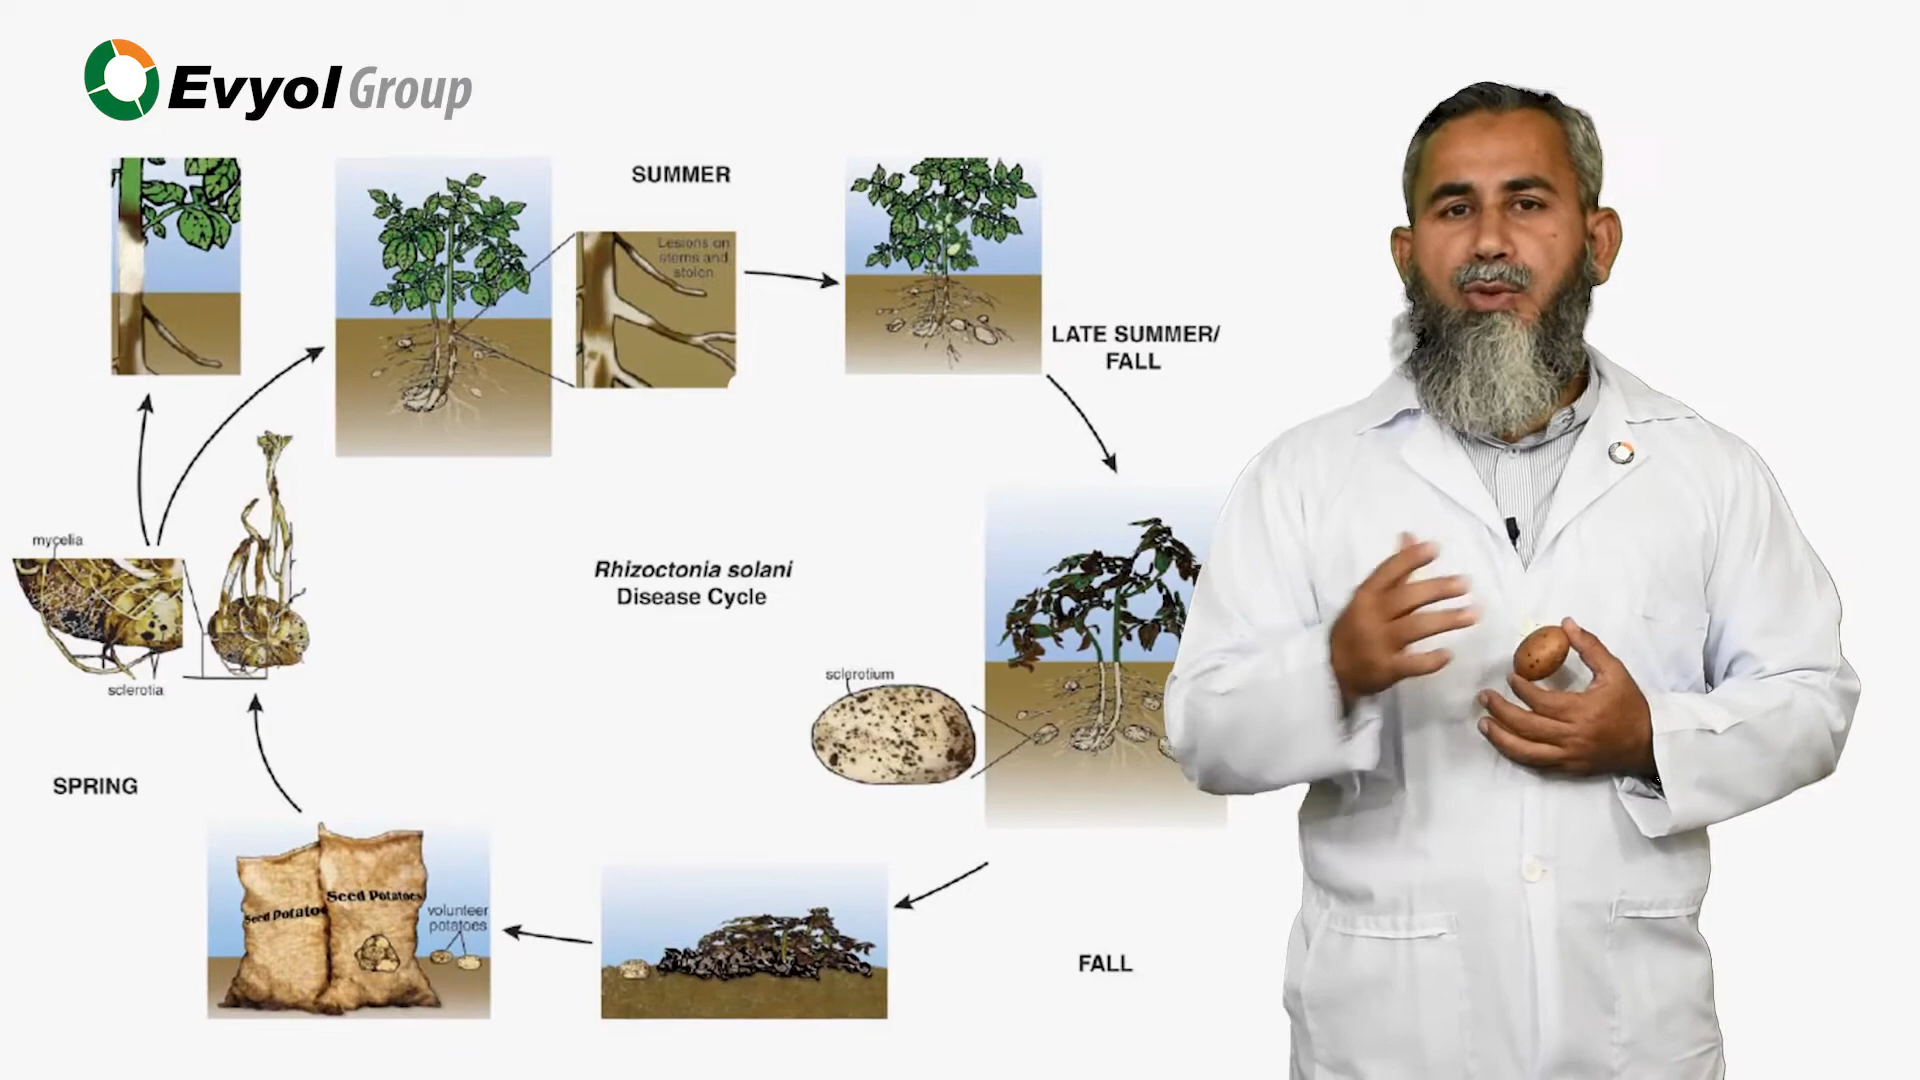 Evyol Group
SUMMER
Lesions on
stems and
stolon
LATE SUMMER/
FALL
mycelia
sclerotia
Rhizoctonia solani
Disease Cycle
sclerotium
SPRING
Seed Potato
Seed Potatoes
volunteer
potatoes
FALL